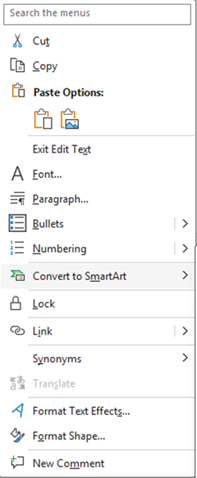 Search the menus
Cut
Copy
Paste Options:
Exit Edit Text
Font...
Paragraph...
Bullets
Numbering
Convert to SmartArt
Lock
Link
Synonyms
Translate
Format Text Effects...
Format Shape...
New Comment